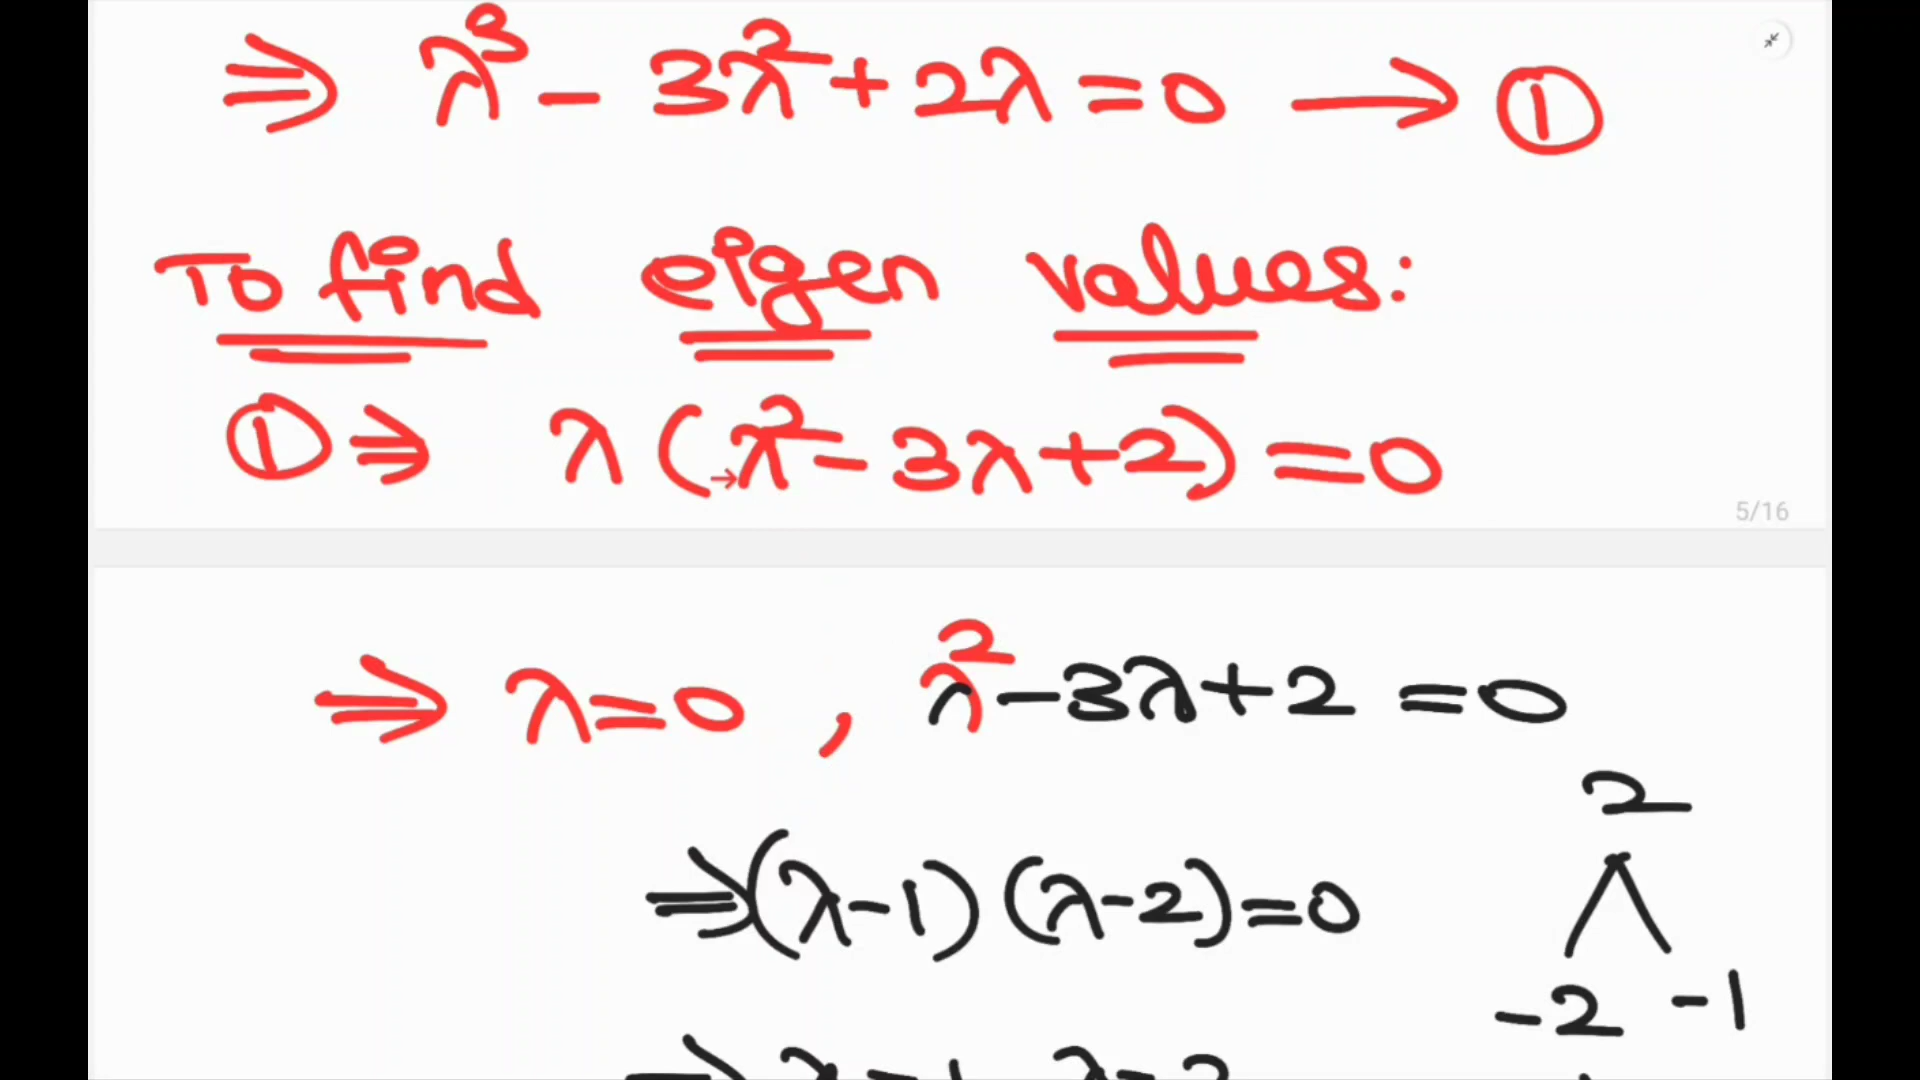 ⇒ λ³ - 3λ² + 2λ = 0 → ①
To find eigen values:
① ⇒ λ(λ² - 3λ + 2) = 0
5/16
⇒ λ = 0 , λ² - 3λ + 2 = 0
2
⇒ (λ - 1) (λ - 2) = 0
-2 -1